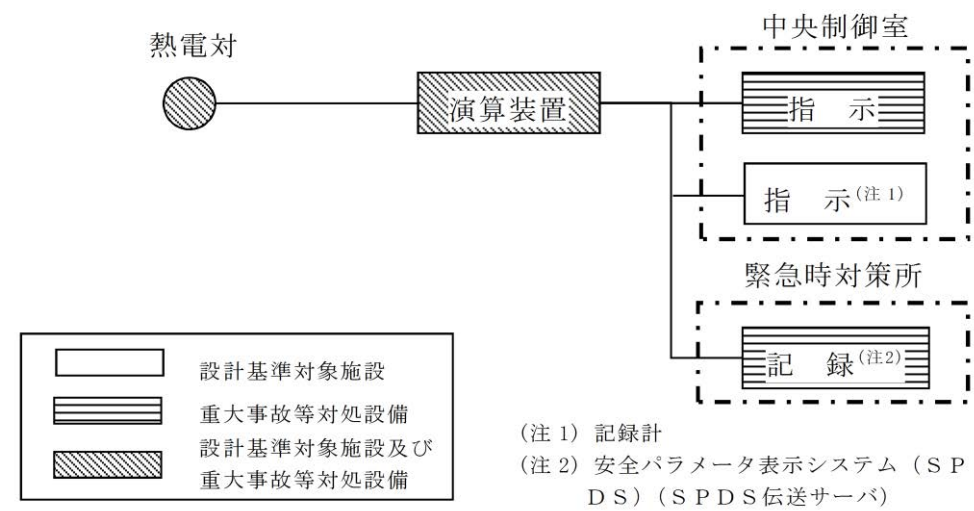 中央制御室
熱電対
演算装置
指　示
指　示(注 1)
緊急時対策所
記　録(注2)
設計基準対象施設
重大事故等対処設備
設計基準対象施設及び
重大事故等対処設備
(注 1) 記録計
(注 2) 安全パラメータ表示システム（ＳＰ
ＤＳ）（ＳＰＤＳ伝送サーバ）